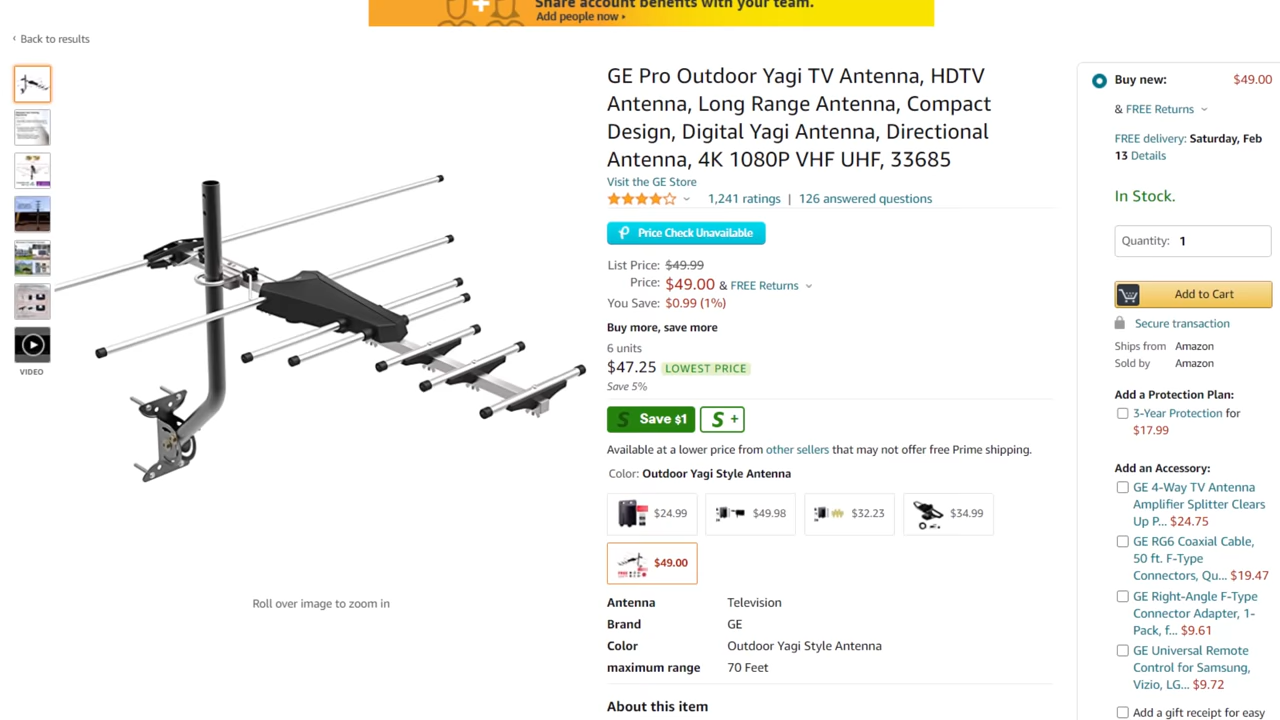 Share account benefits with your team.
Add people now ▸
‹ Back to results
VIDEO
Roll over image to zoom in
GE Pro Outdoor Yagi TV Antenna, HDTV
Antenna, Long Range Antenna, Compact
Design, Digital Yagi Antenna, Directional
Antenna, 4K 1080P VHF UHF, 33685
Visit the GE Store
1,241 ratings | 126 answered questions
Price Check Unavailable
List Price: $49.99
Price: $49.00 & FREE Returns
You Save: $0.99 (1%)
Buy more, save more
6 units
$47.25 LOWEST PRICE
Save 5%
S Save $1 S +
Available at a lower price from other sellers that may not offer free Prime shipping.
Color: Outdoor Yagi Style Antenna
$24.99 $49.98 $32.23 $34.99
$49.00
Antenna Television
Brand GE
Color Outdoor Yagi Style Antenna
maximum range 70 Feet
About this item
Buy new: $49.00
& FREE Returns
FREE delivery: Saturday, Feb
13 Details
In Stock.
Quantity: 1
Add to Cart
Secure transaction
Ships from Amazon
Sold by Amazon
Add a Protection Plan:
3-Year Protection for
$17.99
Add an Accessory:
GE 4-Way TV Antenna
Amplifier Splitter Clears
Up P... $24.75
GE RG6 Coaxial Cable,
50 ft. F-Type
Connectors, Qu... $19.47
GE Right-Angle F-Type
Connector Adapter, 1-
Pack, f... $9.61
GE Universal Remote
Control for Samsung,
Vizio, LG... $9.72
Add a gift receipt for easy